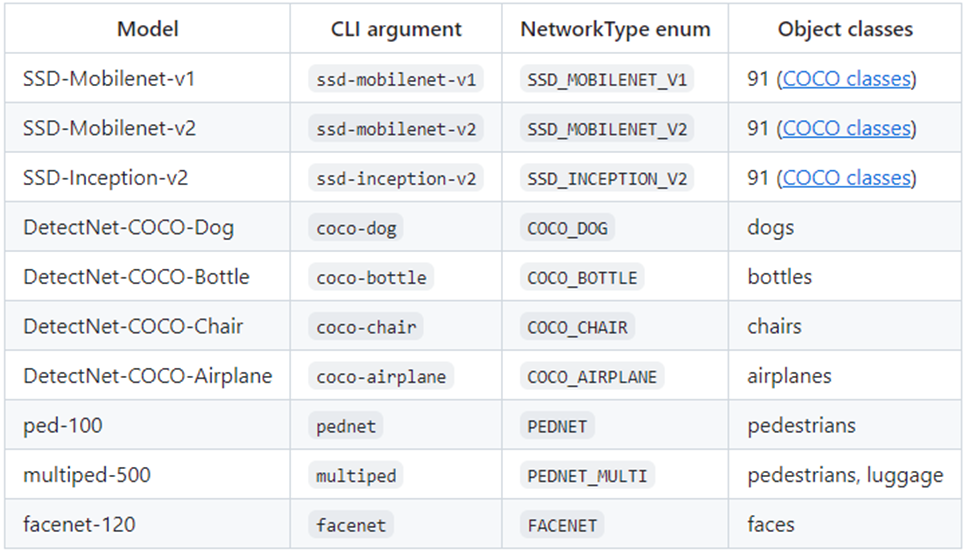 Model CLI argument NetworkType enum Object classes
SSD-Mobilenet-v1 ssd-mobilenet-v1 SSD_MOBILENET_V1 91 (COCO classes)
SSD-Mobilenet-v2 ssd-mobilenet-v2 SSD_MOBILENET_V2 91 (COCO classes)
SSD-Inception-v2 ssd-inception-v2 SSD_INCEPTION_V2 91 (COCO classes)
DetectNet-COCO-Dog coco-dog COCO_DOG dogs
DetectNet-COCO-Bottle coco-bottle COCO_BOTTLE bottles
DetectNet-COCO-Chair coco-chair COCO_CHAIR chairs
DetectNet-COCO-Airplane coco-airplane COCO_AIRPLANE airplanes
ped-100 pednet PEDNET pedestrians
multiped-500 multiped PEDNET_MULTI pedestrians, luggage
facenet-120 facenet FACENET faces